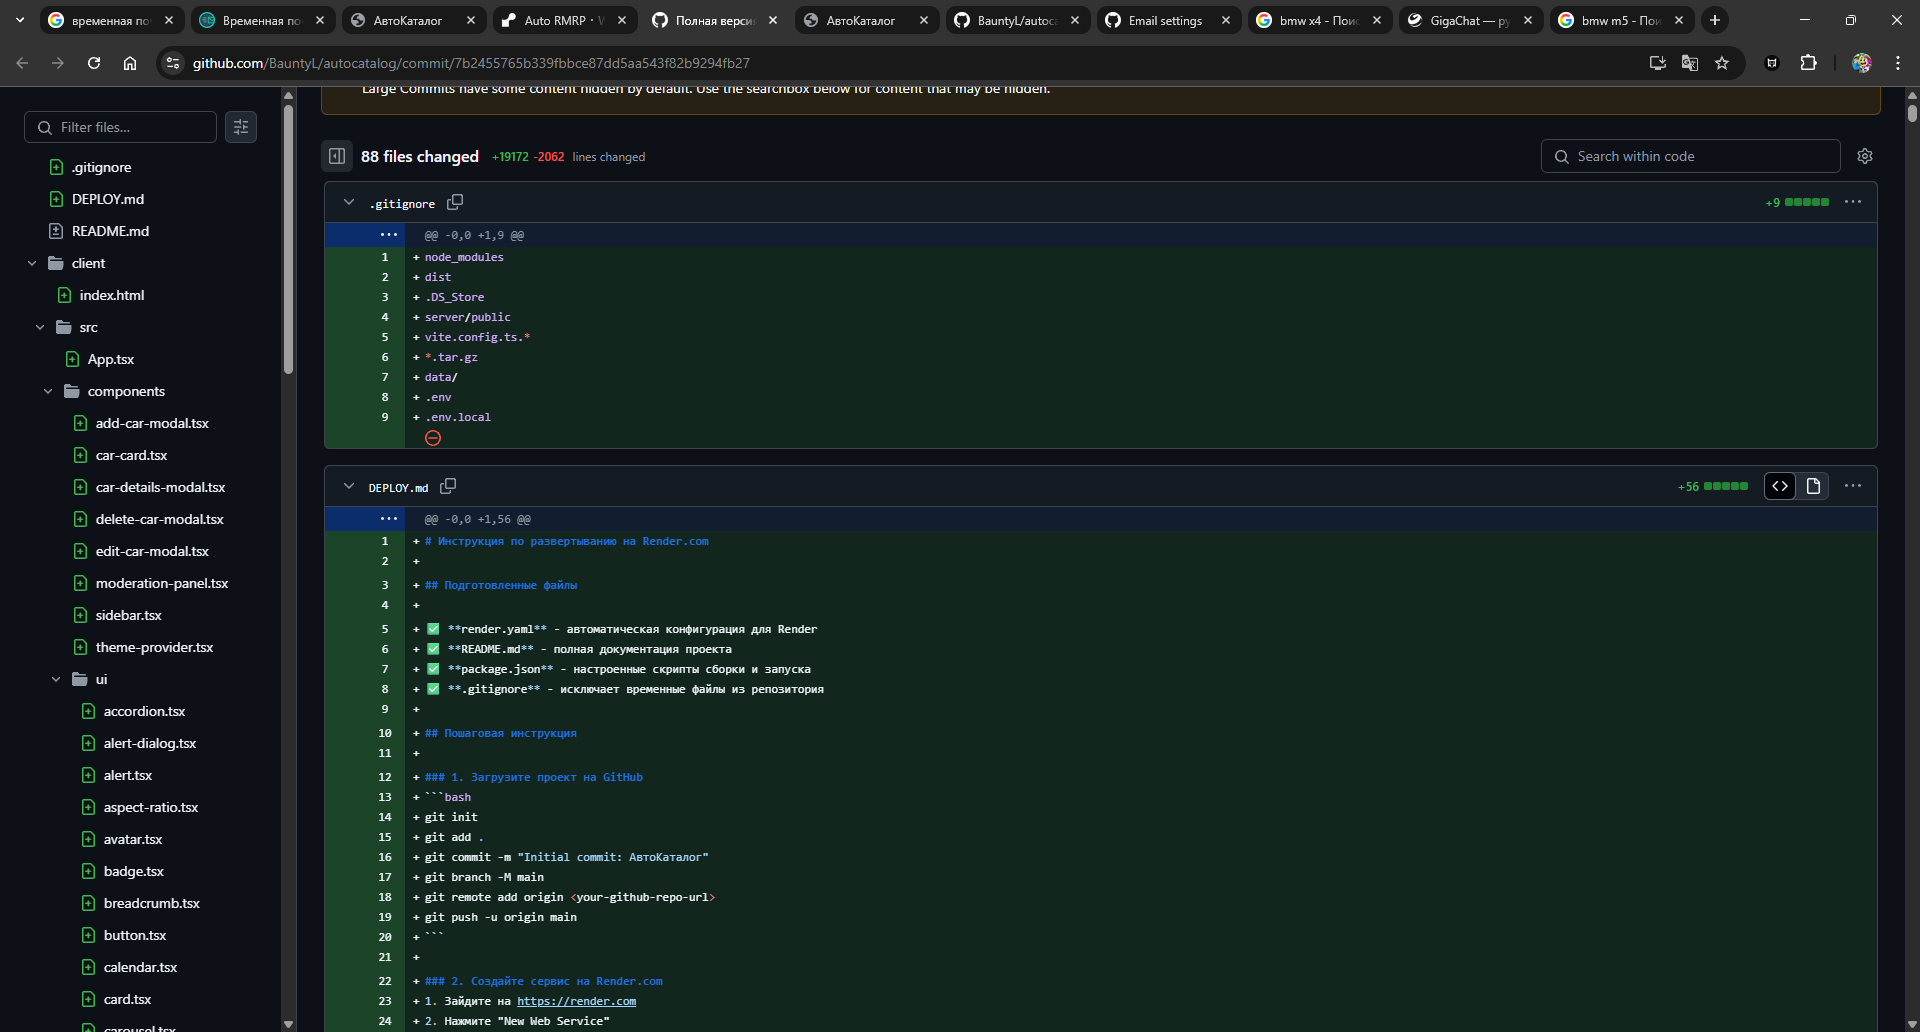 временная по
Временная по
АвтоКаталог
Auto RMRP · W
Полная верси
АвтоКаталог
BauntyL/autoca
Email settings
bmw x4 - Пои
GigaChat — ру
bmw m5 - Пои
github.com/BauntyL/autocatalog/commit/7b2455765b339fbbce87dd5aa543f82b9294fb27
Filter files...
.gitignore
DEPLOY.md
README.md
client
index.html
src
App.tsx
components
add-car-modal.tsx
car-card.tsx
car-details-modal.tsx
delete-car-modal.tsx
edit-car-modal.tsx
moderation-panel.tsx
sidebar.tsx
theme-provider.tsx
ui
accordion.tsx
alert-dialog.tsx
alert.tsx
aspect-ratio.tsx
avatar.tsx
badge.tsx
breadcrumb.tsx
button.tsx
calendar.tsx
card.tsx
carousel.tsx
Large Commits have some content hidden by default. Use the searchbox below for content that may be hidden.
88 files changed +19172 -2062 lines changed
Search within code
.gitignore
+9
@@ -0,0 +1,9 @@
1 + node_modules
2 + dist
3 + .DS_Store
4 + server/public
5 + vite.config.ts.*
6 + *.tar.gz
7 + data/
8 + .env
9 + .env.local
DEPLOY.md
+56
@@ -0,0 +1,56 @@
1 + # Инструкция по развертыванию на Render.com
2 +
3 + ## Подготовленные файлы
4 +
5 + ✅ **render.yaml** - автоматическая конфигурация для Render
6 + ✅ **README.md** - полная документация проекта
7 + ✅ **package.json** - настроенные скрипты сборки и запуска
8 + ✅ **.gitignore** - исключает временные файлы из репозитория
9 +
10 + ## Пошаговая инструкция
11 +
12 + ### 1. Загрузите проект на GitHub
13 + ```bash
14 + git init
15 + git add .
16 + git commit -m "Initial commit: АвтоКаталог"
17 + git branch -M main
18 + git remote add origin <your-github-repo-url>
19 + git push -u origin main
20 + ```
21 +
22 + ### 2. Создайте сервис на Render.com
23 + 1. Зайдите на https://render.com
24 + 2. Нажмите "New Web Service"